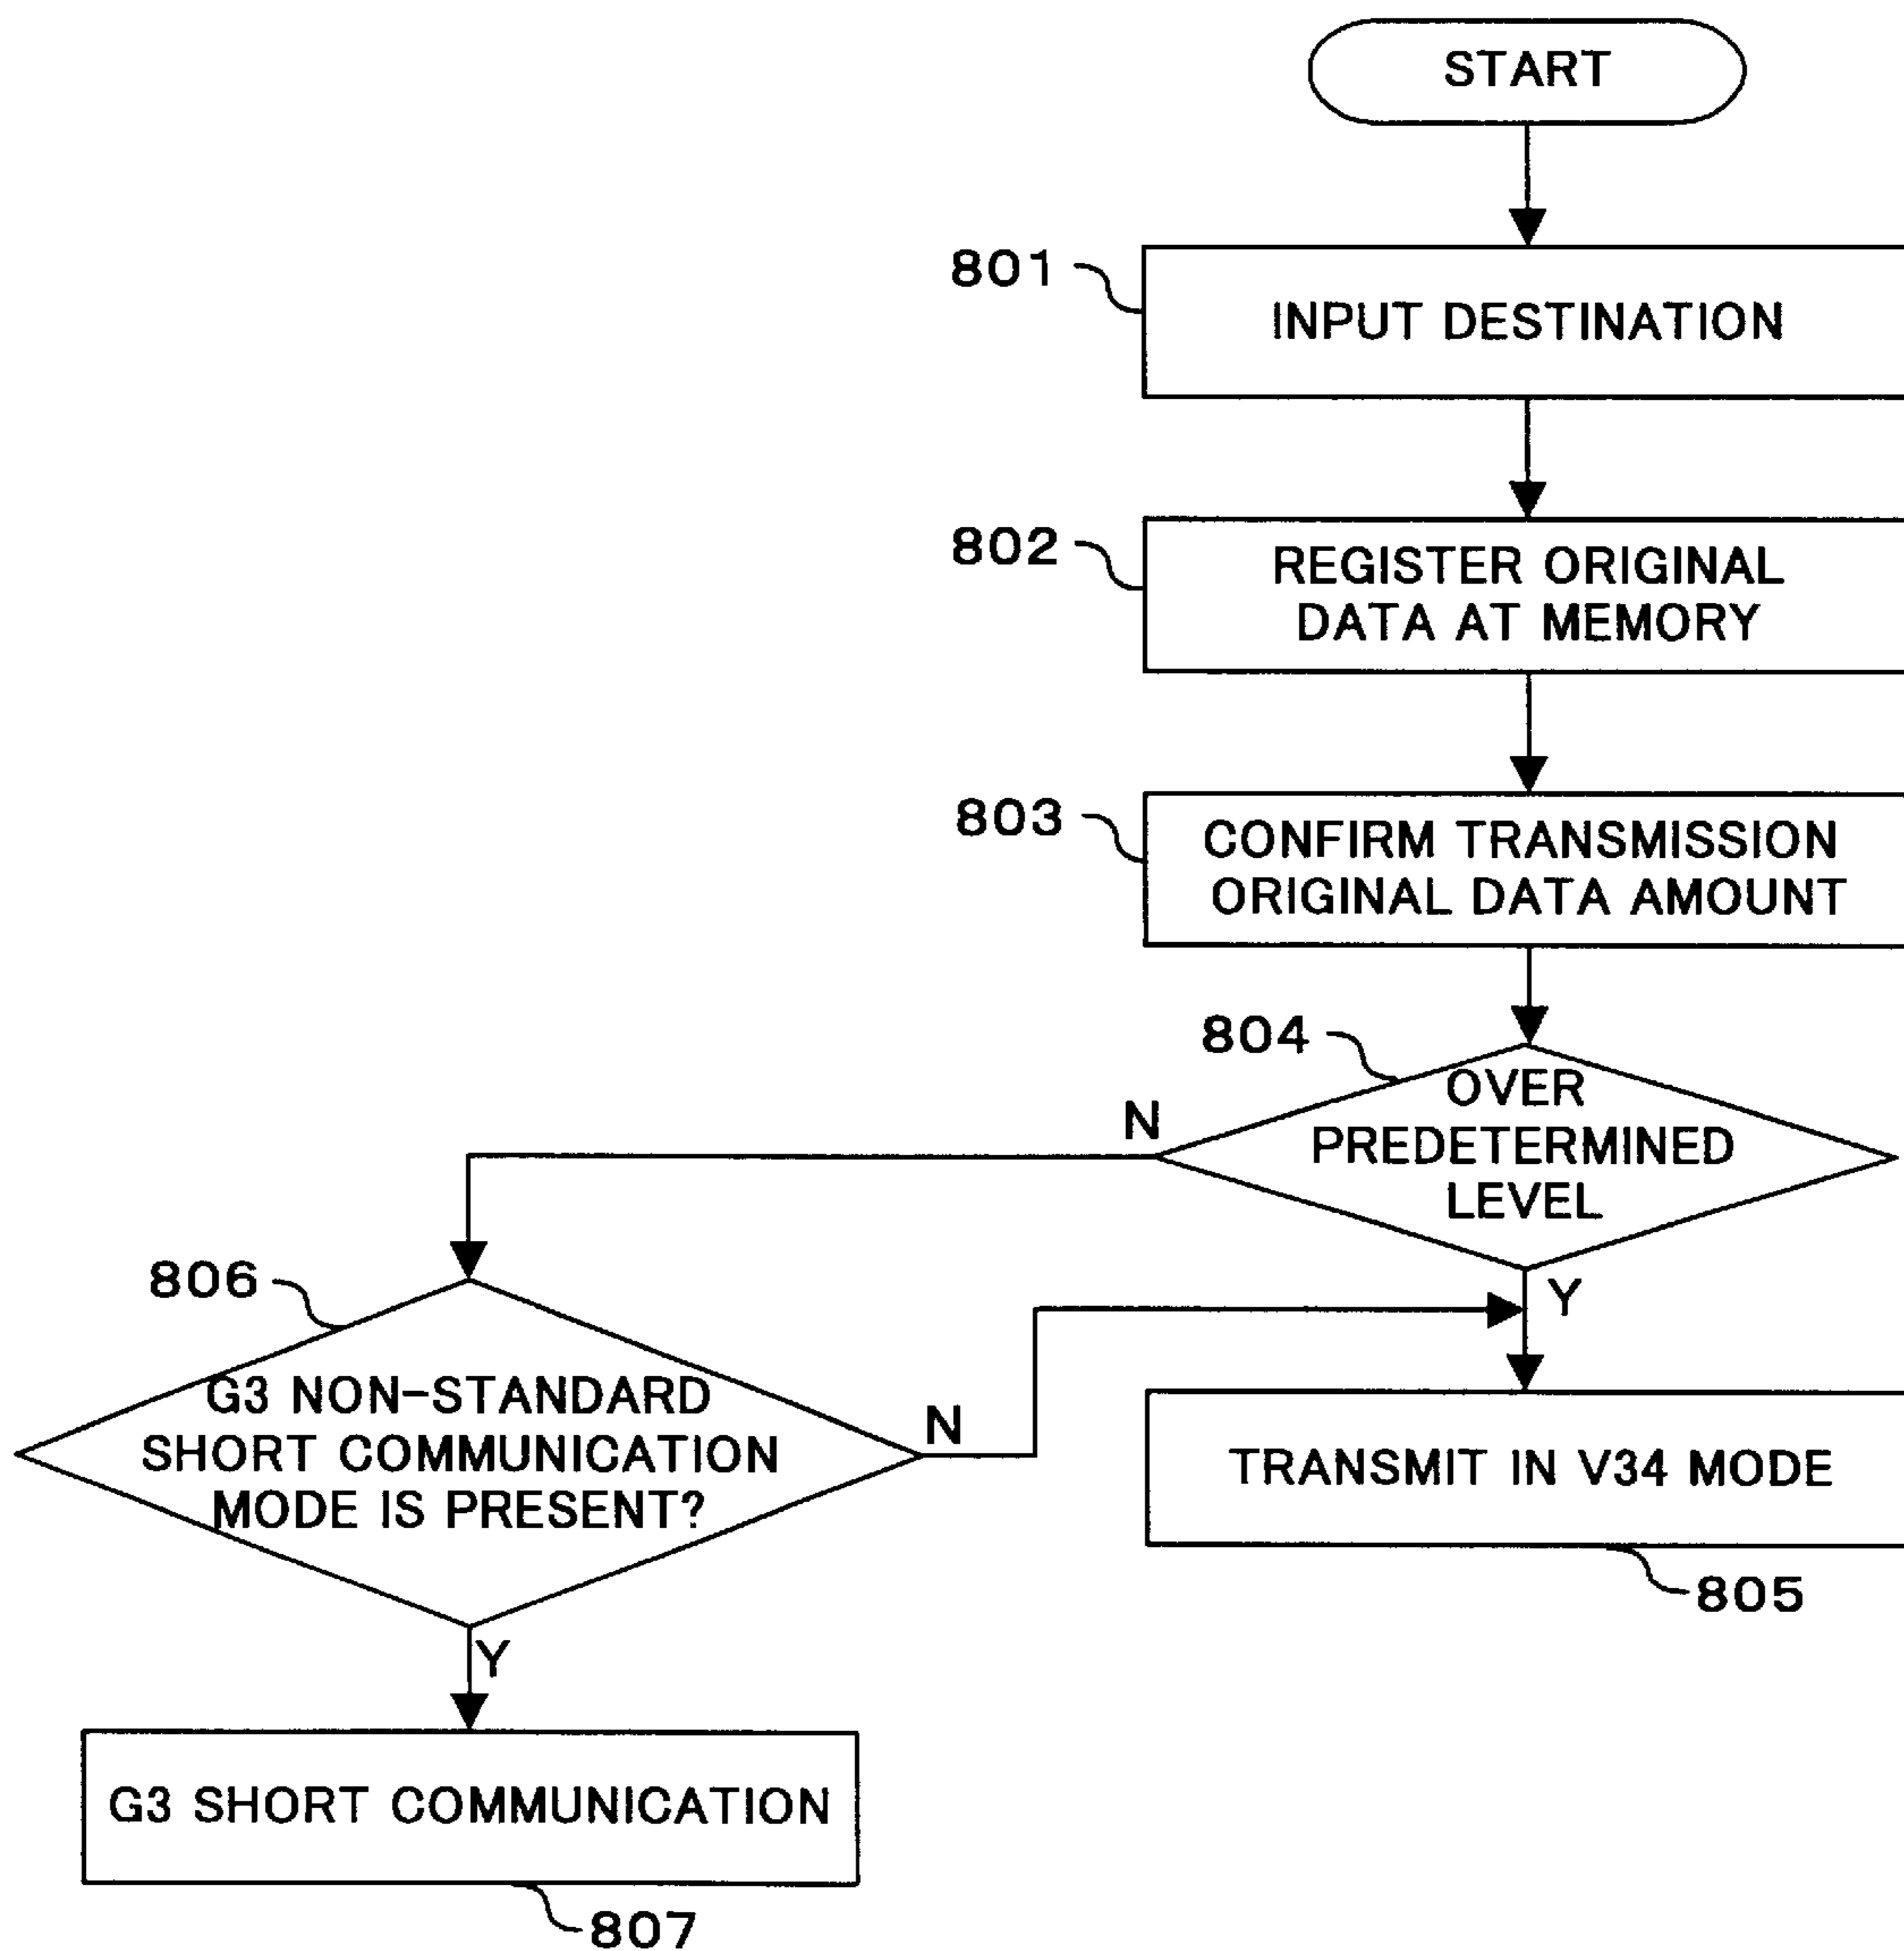 START
801
INPUT DESTINATION
802
REGISTER ORIGINAL
DATA AT MEMORY
803
CONFIRM TRANSMISSION
ORIGINAL DATA AMOUNT
804
OVER
PREDETERMINED
LEVEL
N
Y
806
G3 NON-STANDARD
SHORT COMMUNICATION
MODE IS PRESENT?
N
Y
TRANSMIT IN V34 MODE
805
G3 SHORT COMMUNICATION
807